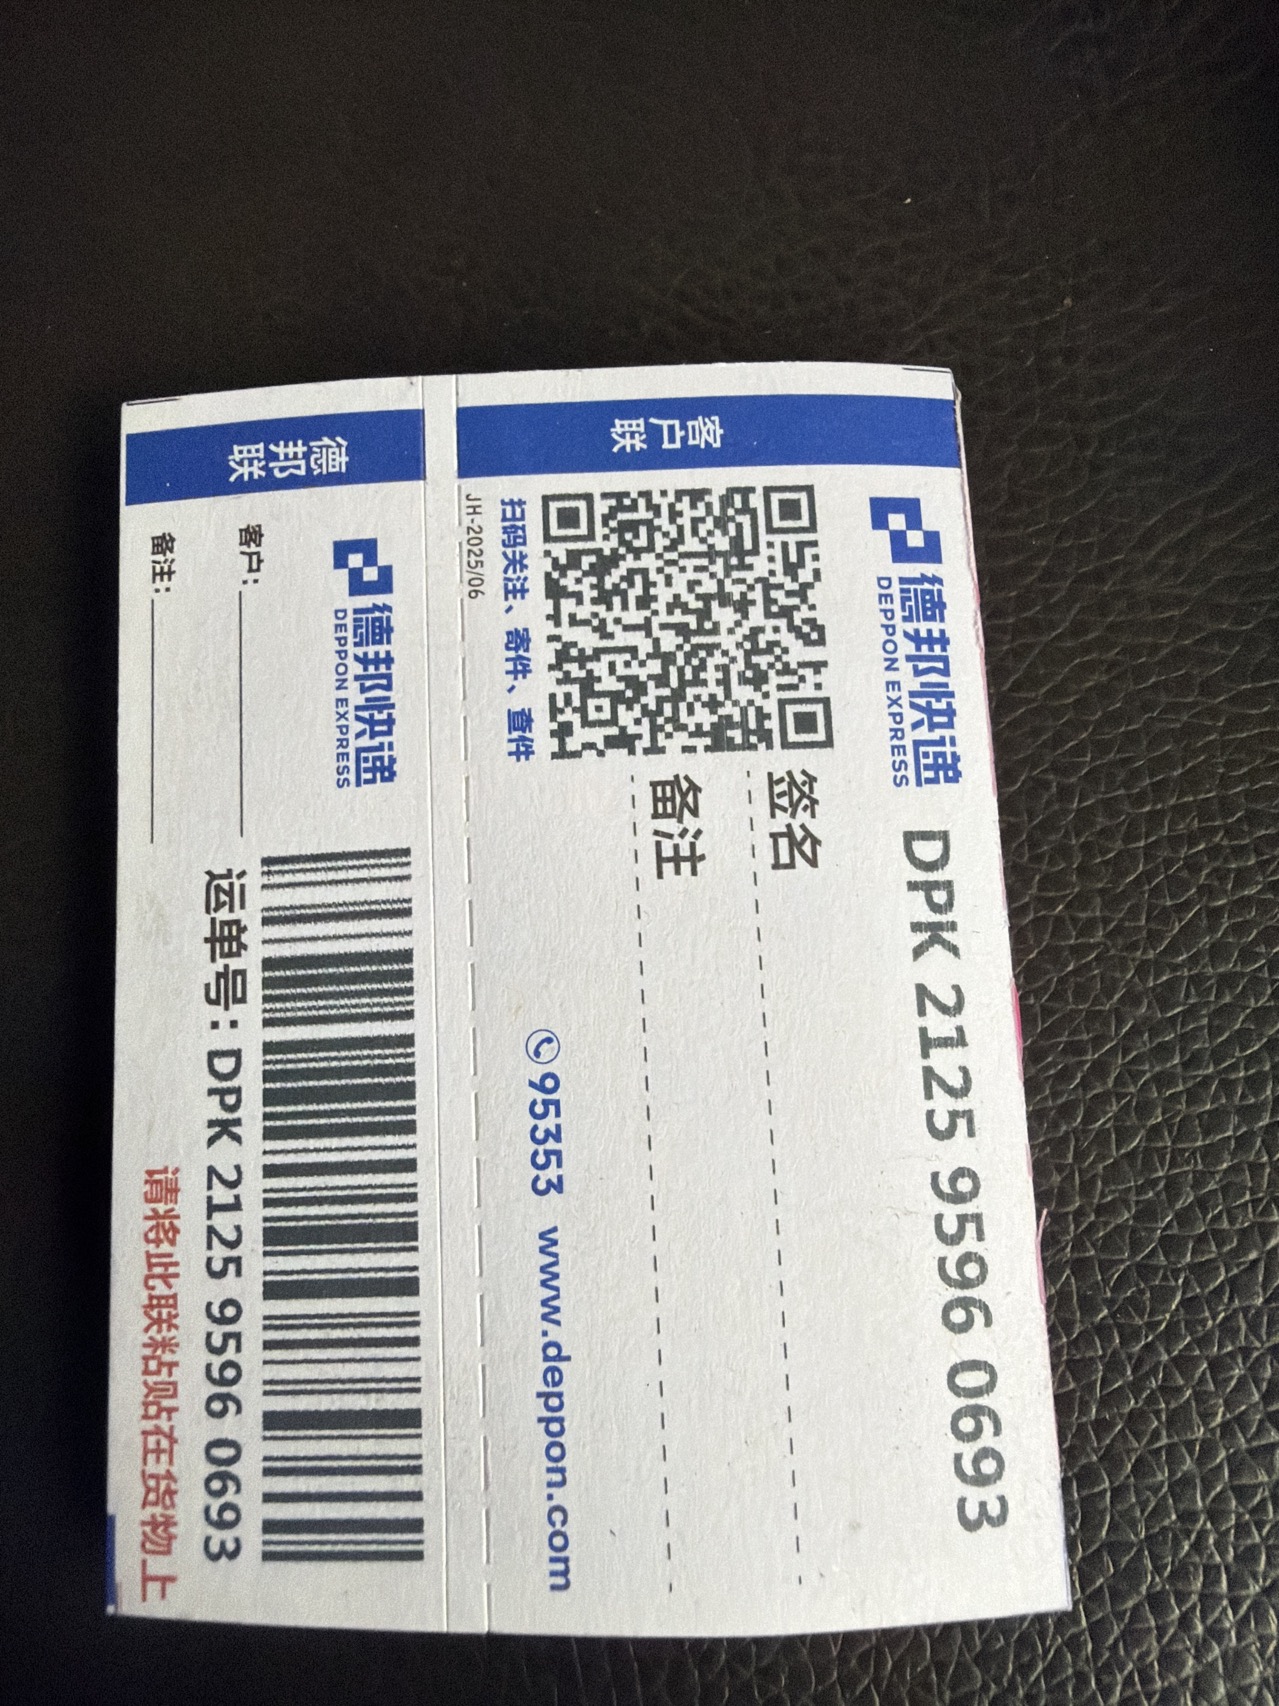 客户联
德邦快递
DEPPON EXPRESS
DPK 2125 9596 0693
签名
备注
扫码关注、寄件、查件
95353 www.deppon.com
JH-2025/06
德邦联
德邦快递
DEPPON EXPRESS
客户:
备注:
运单号: DPK 2125 9596 0693
请将此联粘贴在货物上